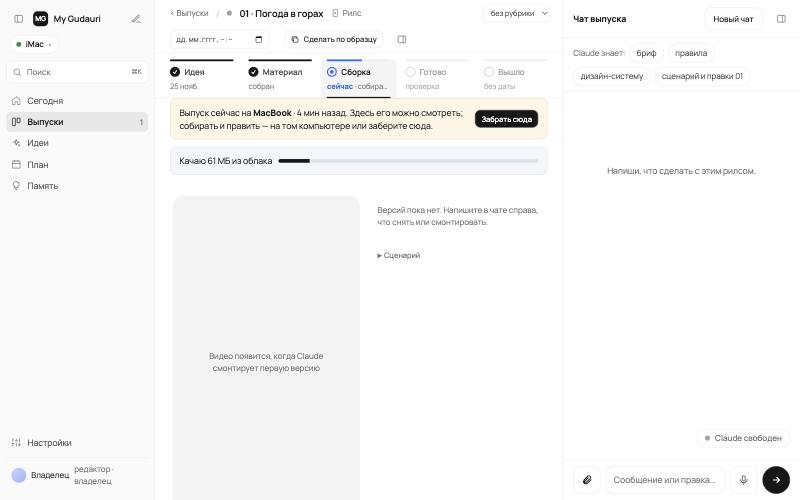 MG My Gudauri
iMac
Поиск ⌘K
Сегодня
Выпуски 1
Идеи
План
Память
Настройки
Владелец редактор · владелец
‹ Выпуски / 01 · Погода в горах Рилс
без рубрики
дд.мм.гггг, --:--
Сделать по образцу
Идея
25 нояб.
Материал
собран
Сборка
сейчас · собира...
Готово
проверка
Вышло
без даты
Выпуск сейчас на MacBook · 4 мин назад. Здесь его можно смотреть;
собирать и править — на том компьютере или заберите сюда.
Забрать сюда
Качаю 61 МБ из облака
Видео появится, когда Claude
смонтирует первую версию
Версий пока нет. Напишите в чате справа,
что снять или смонтировать.
▸ Сценарий
Чат выпуска
Новый чат
Claude знает: бриф правила
дизайн-систему сценарий и правки 01
Напиши, что сделать с этим рилсом.
Claude свободен
Сообщение или правка...